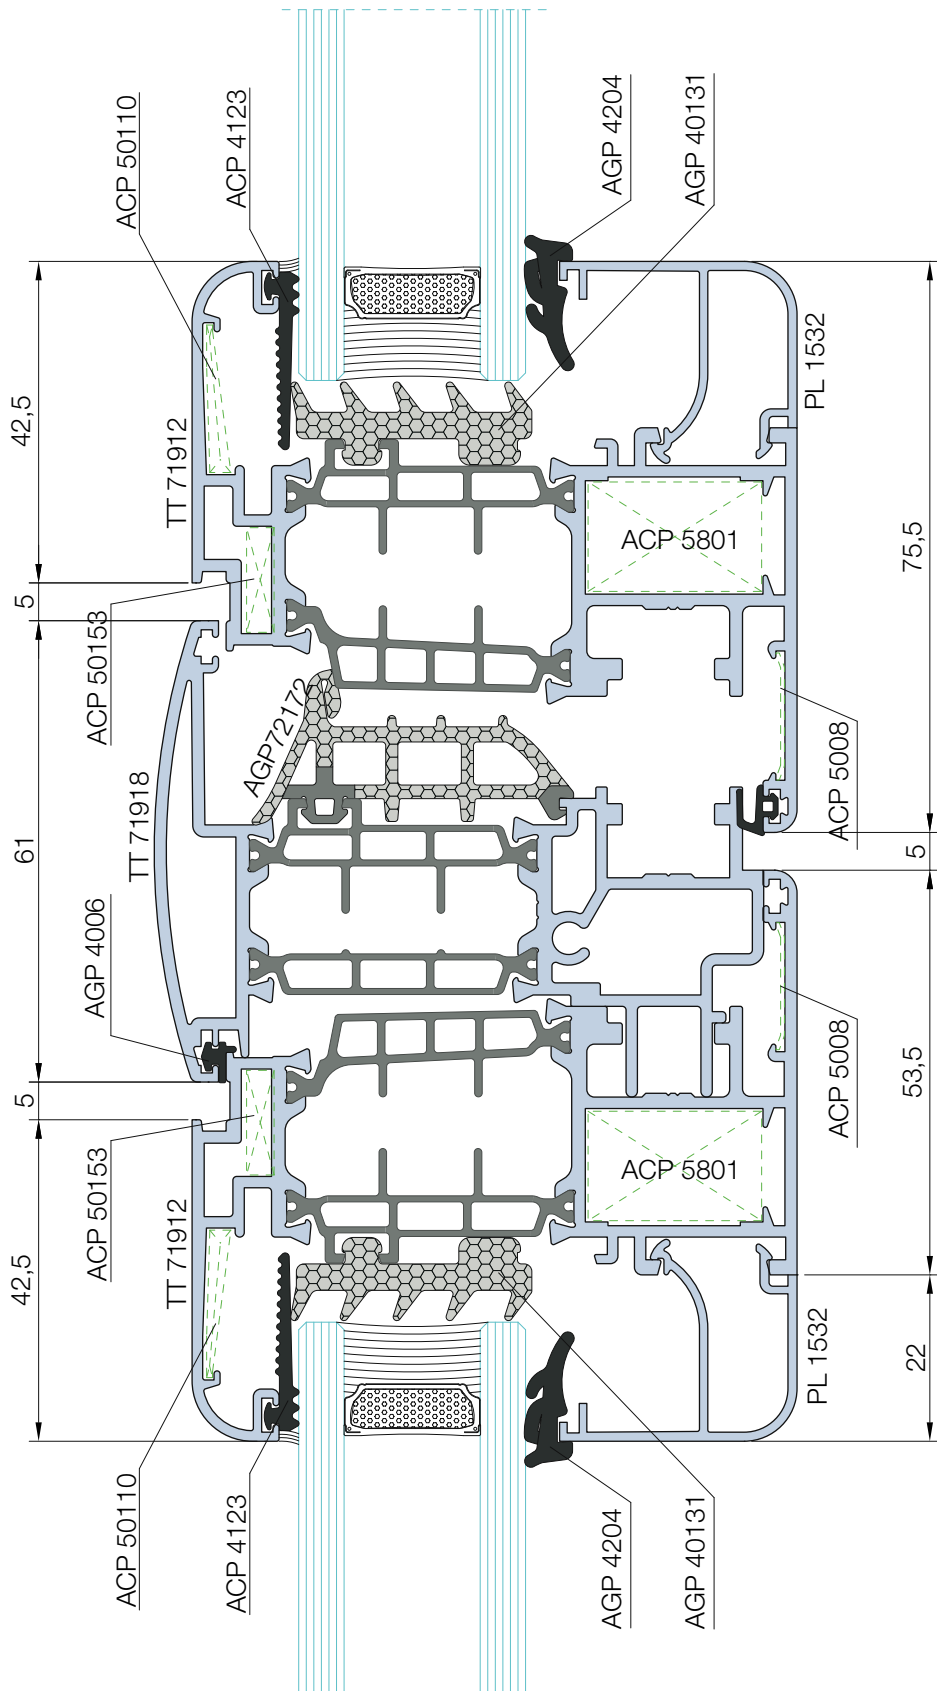 ACP 50110
ACP 4123
AGP 4204
AGP 40131
42,5
TT 71912
PL 1532
ACP 5801
75,5
5
ACP 50153
AGP72172
ACP 5008
TT 71918
61
5
AGP 4006
ACP 5008
53,5
5
ACP 50153
ACP 5801
TT 71912
42,5
PL 1532
22
ACP 50110
ACP 4123
AGP 4204
AGP 40131